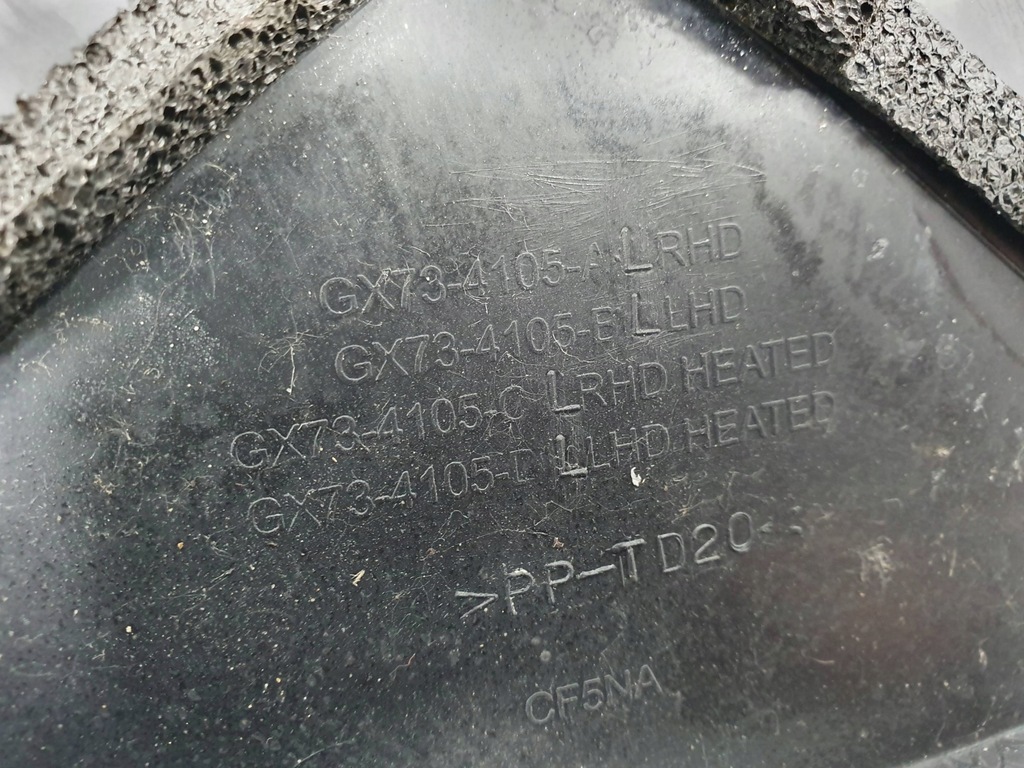 GX73-4105-A L RHD
GX73-4105-B L LHD
GX73-4105-C L RHD HEATED
GX73-4105-D L LHD HEATED
>PP-TD20<
CF5NA